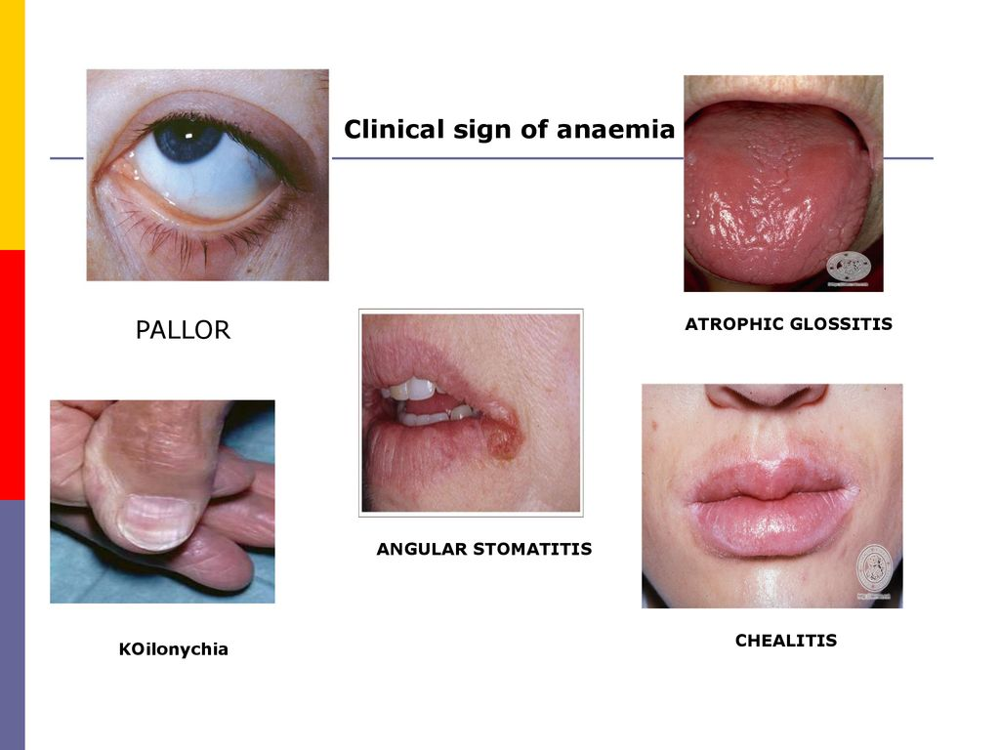 Clinical sign of anaemia
PALLOR
ATROPHIC GLOSSITIS
ANGULAR STOMATITIS
KOilonychia
CHEALITIS